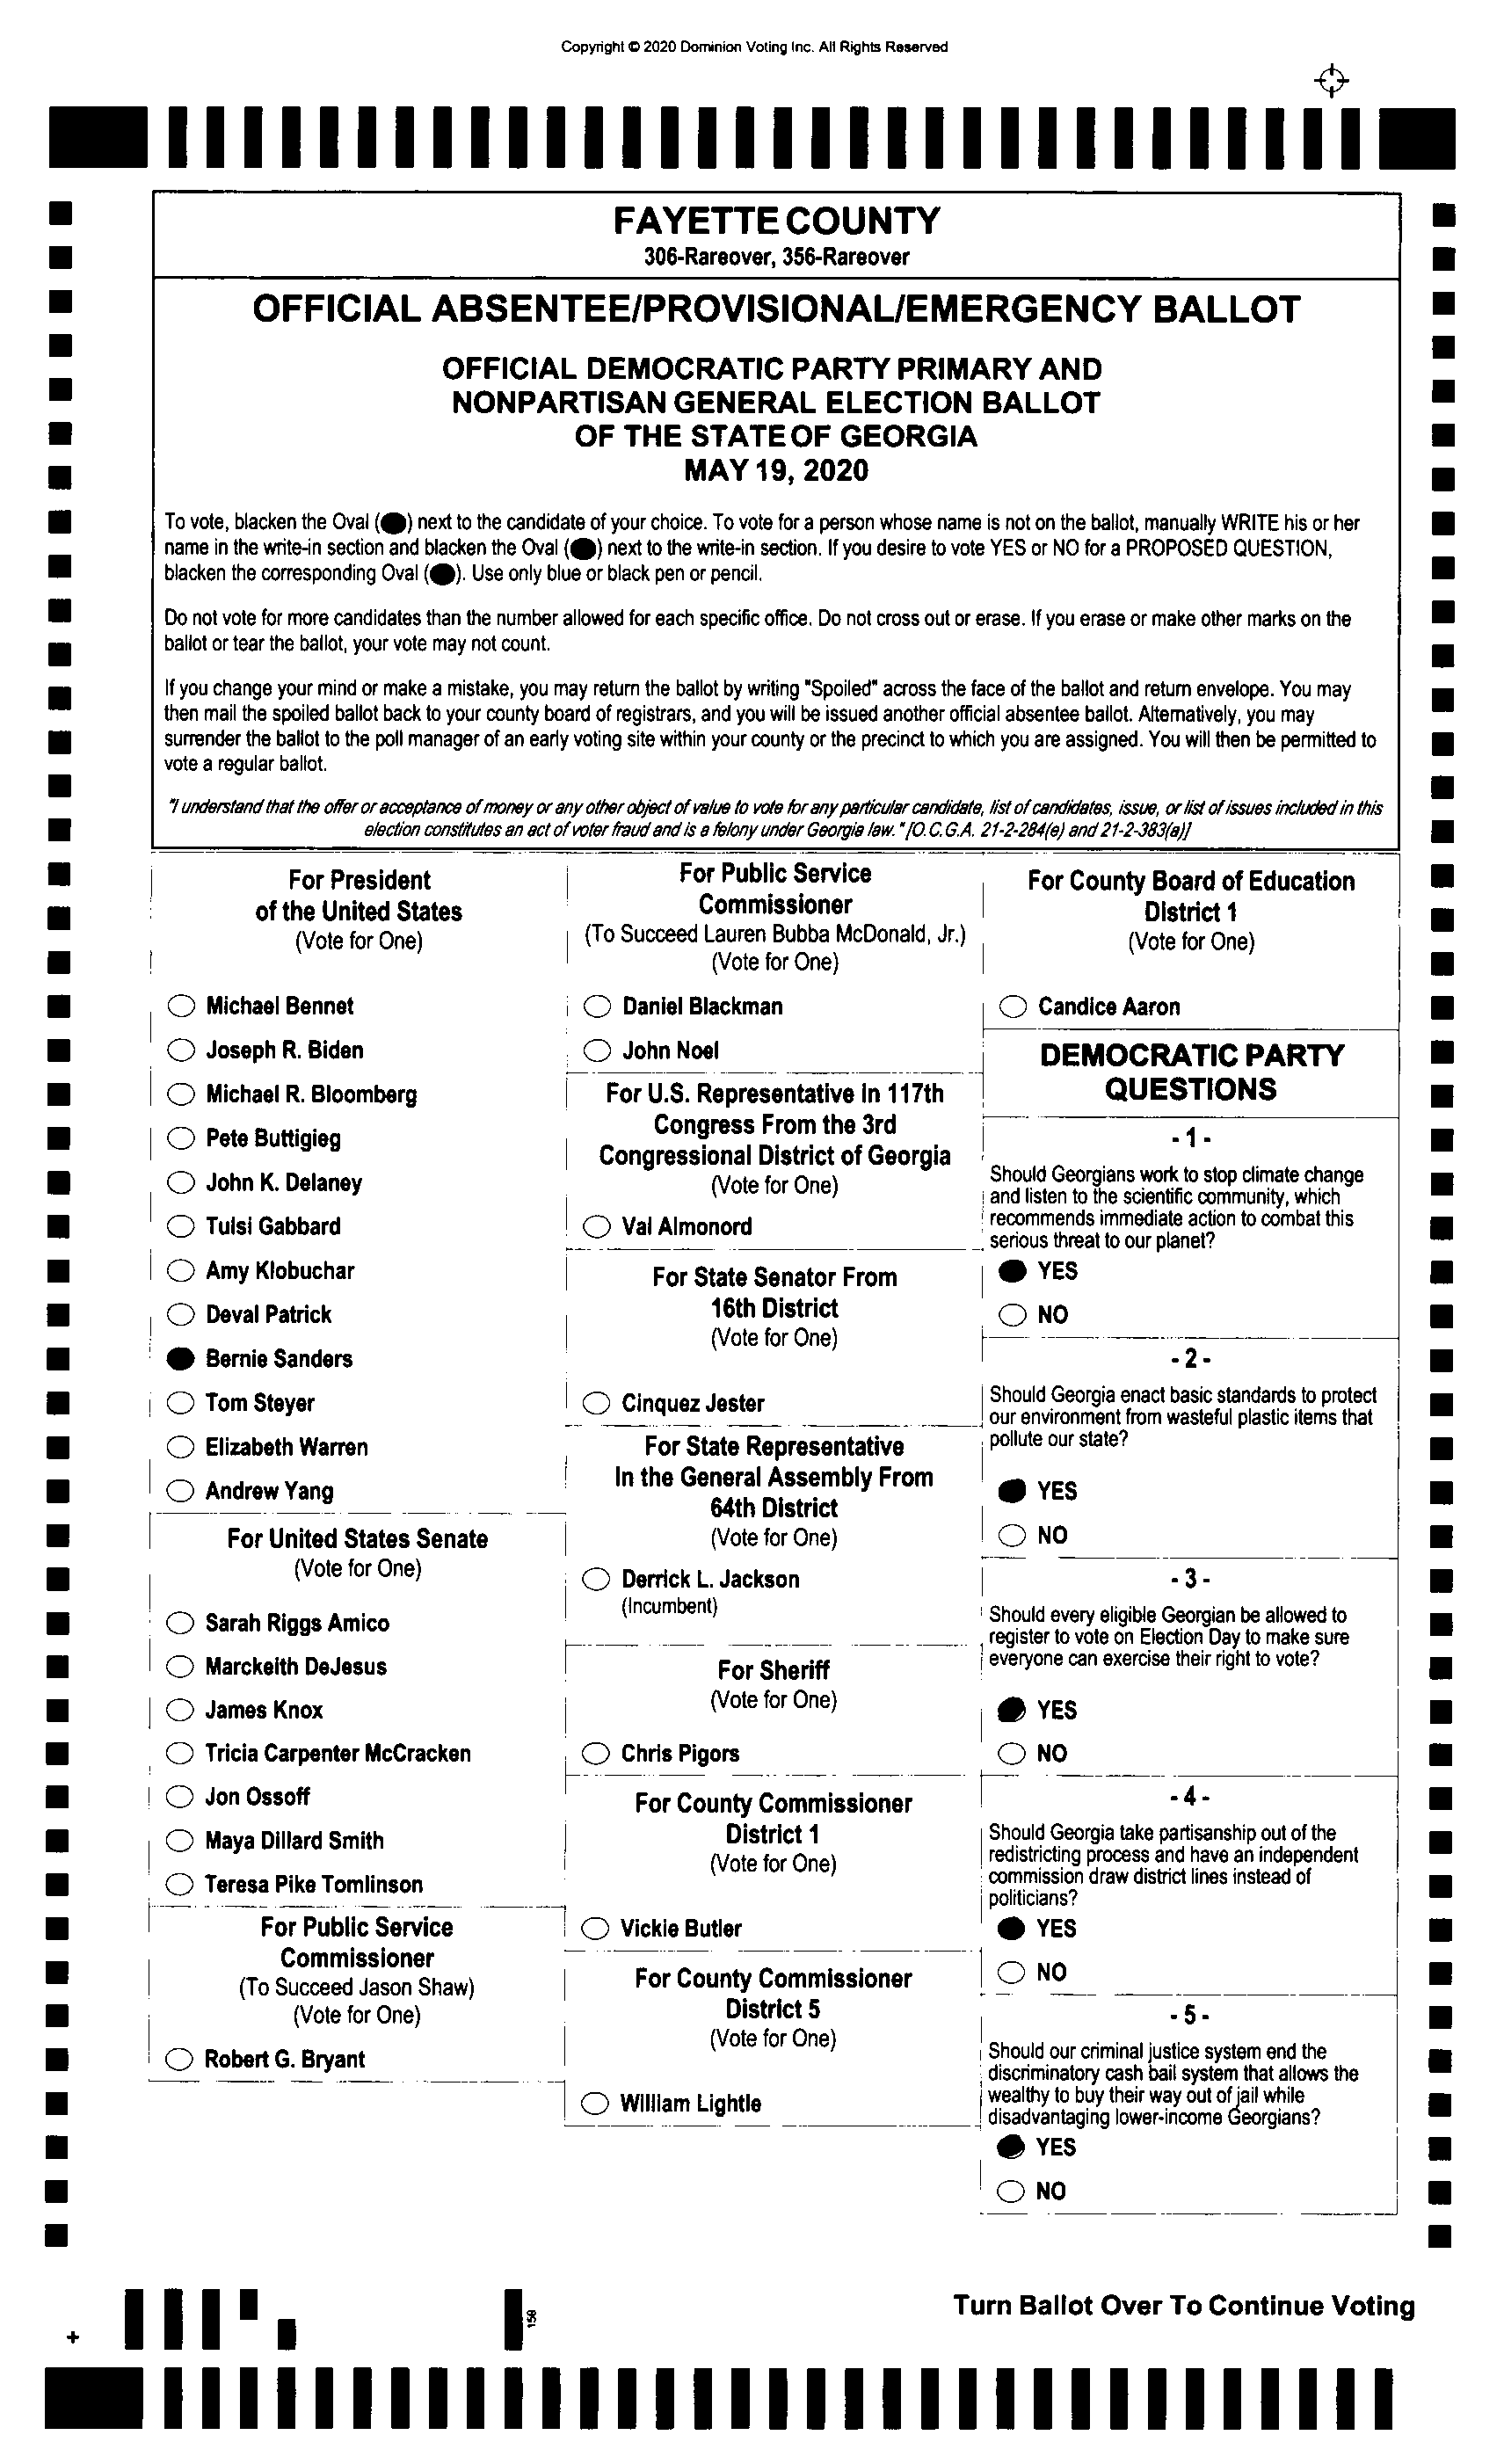 Copyright © 2020 Dominion Voting Inc. All Rights Reserved
FAYETTE COUNTY
306-Rareover, 356-Rareover
OFFICIAL ABSENTEE/PROVISIONAL/EMERGENCY BALLOT
OFFICIAL DEMOCRATIC PARTY PRIMARY AND
NONPARTISAN GENERAL ELECTION BALLOT
OF THE STATE OF GEORGIA
MAY 19, 2020
To vote, blacken the Oval ( ) next to the candidate of your choice. To vote for a person whose name is not on the ballot, manually WRITE his or her
name in the write-in section and blacken the Oval ( ) next to the write-in section. If you desire to vote YES or NO for a PROPOSED QUESTION,
blacken the corresponding Oval ( ). Use only blue or black pen or pencil.
Do not vote for more candidates than the number allowed for each specific office. Do not cross out or erase. If you erase or make other marks on the
ballot or tear the ballot, your vote may not count.
If you change your mind or make a mistake, you may return the ballot by writing "Spoiled" across the face of the ballot and return envelope. You may
then mail the spoiled ballot back to your county board of registrars, and you will be issued another official absentee ballot. Alternatively, you may
surrender the ballot to the poll manager of an early voting site within your county or the precinct to which you are assigned. You will then be permitted to
vote a regular ballot.
"I understand that the offer or acceptance of money or any other object of value to vote for any particular candidate, list of candidates, issue, or list of issues included in this
election constitutes an act of voter fraud and is a felony under Georgia law." [O.C.G.A. 21-2-284(e) and 21-2-383(a)]
For President
of the United States
(Vote for One)
Michael Bennet
Joseph R. Biden
Michael R. Bloomberg
Pete Buttigieg
John K. Delaney
Tulsi Gabbard
Amy Klobuchar
Deval Patrick
Bernie Sanders
Tom Steyer
Elizabeth Warren
Andrew Yang
For United States Senate
(Vote for One)
Sarah Riggs Amico
Marckeith DeJesus
James Knox
Tricia Carpenter McCracken
Jon Ossoff
Maya Dillard Smith
Teresa Pike Tomlinson
For Public Service
Commissioner
(To Succeed Jason Shaw)
(Vote for One)
Robert G. Bryant
For Public Service
Commissioner
(To Succeed Lauren Bubba McDonald, Jr.)
(Vote for One)
Daniel Blackman
John Noel
For U.S. Representative in 117th
Congress From the 3rd
Congressional District of Georgia
(Vote for One)
Val Almonord
For State Senator From
16th District
(Vote for One)
Cinquez Jester
For State Representative
In the General Assembly From
64th District
(Vote for One)
Derrick L. Jackson
(Incumbent)
For Sheriff
(Vote for One)
Chris Pigors
For County Commissioner
District 1
(Vote for One)
Vickie Butler
For County Commissioner
District 5
(Vote for One)
William Lightle
For County Board of Education
District 1
(Vote for One)
Candice Aaron
DEMOCRATIC PARTY
QUESTIONS
- 1 -
Should Georgians work to stop climate change
and listen to the scientific community, which
recommends immediate action to combat this
serious threat to our planet?
YES
NO
- 2 -
Should Georgia enact basic standards to protect
our environment from wasteful plastic items that
pollute our state?
YES
NO
- 3 -
Should every eligible Georgian be allowed to
register to vote on Election Day to make sure
everyone can exercise their right to vote?
YES
NO
- 4 -
Should Georgia take partisanship out of the
redistricting process and have an independent
commission draw district lines instead of
politicians?
YES
NO
- 5 -
Should our criminal justice system end the
discriminatory cash bail system that allows the
wealthy to buy their way out of jail while
disadvantaging lower-income Georgians?
YES
NO
158
Turn Ballot Over To Continue Voting